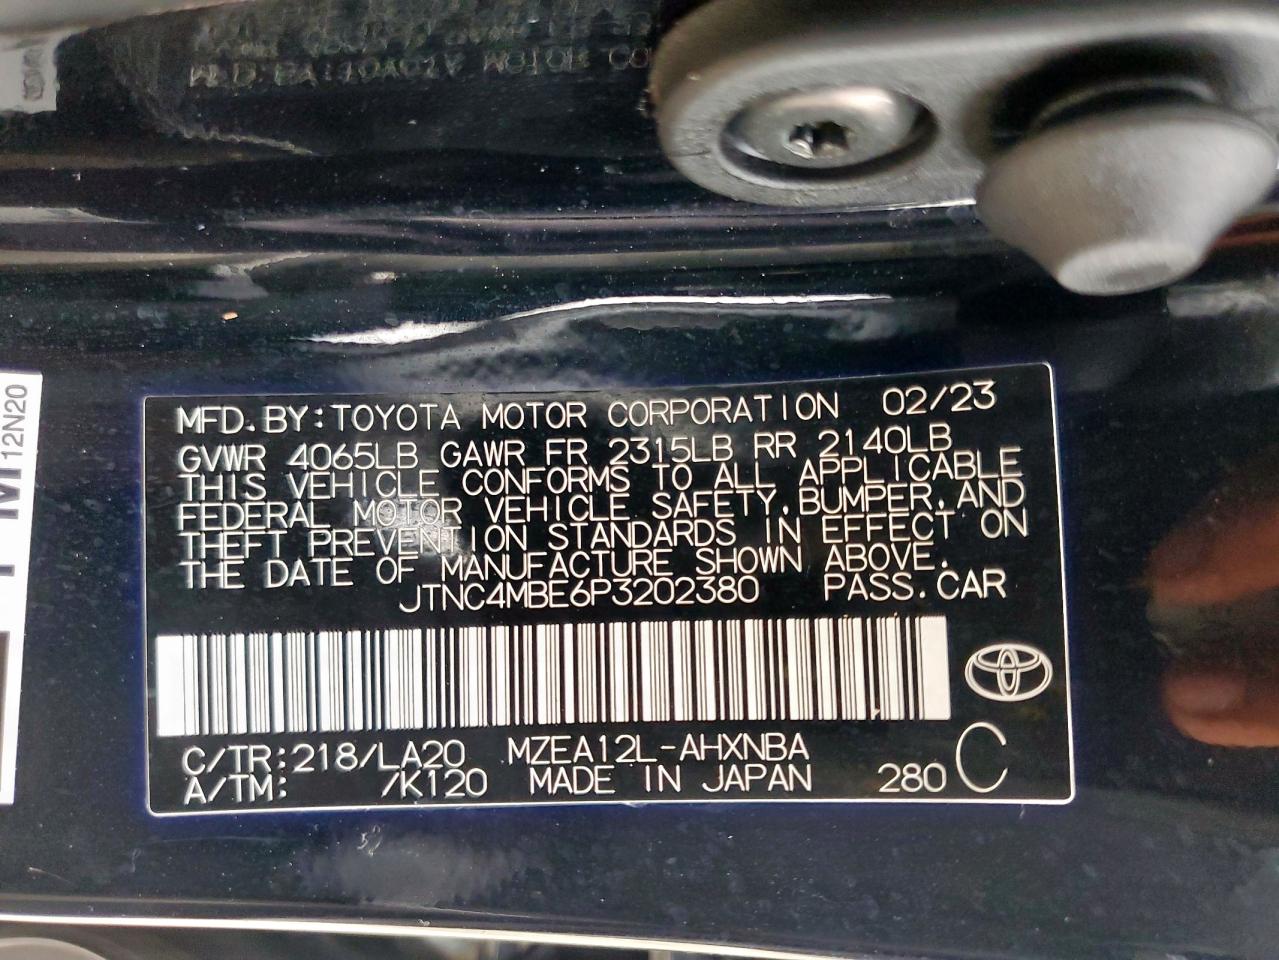 MFD. BY: TOYOTA MOTOR CORPORATION 02/23
GVWR 4065LB GAWR FR 2315LB RR 2140LB
THIS VEHICLE CONFORMS TO ALL APPLICABLE
FEDERAL MOTOR VEHICLE SAFETY, BUMPER, AND
THEFT PREVENTION STANDARDS IN EFFECT ON
THE DATE OF MANUFACTURE SHOWN ABOVE.
JTNC4MBE6P3202380 PASS. CAR
C/TR: 218/LA20 MZEA12L-AHXNBA
A/TM: /K120 MADE IN JAPAN 280 C
12N20